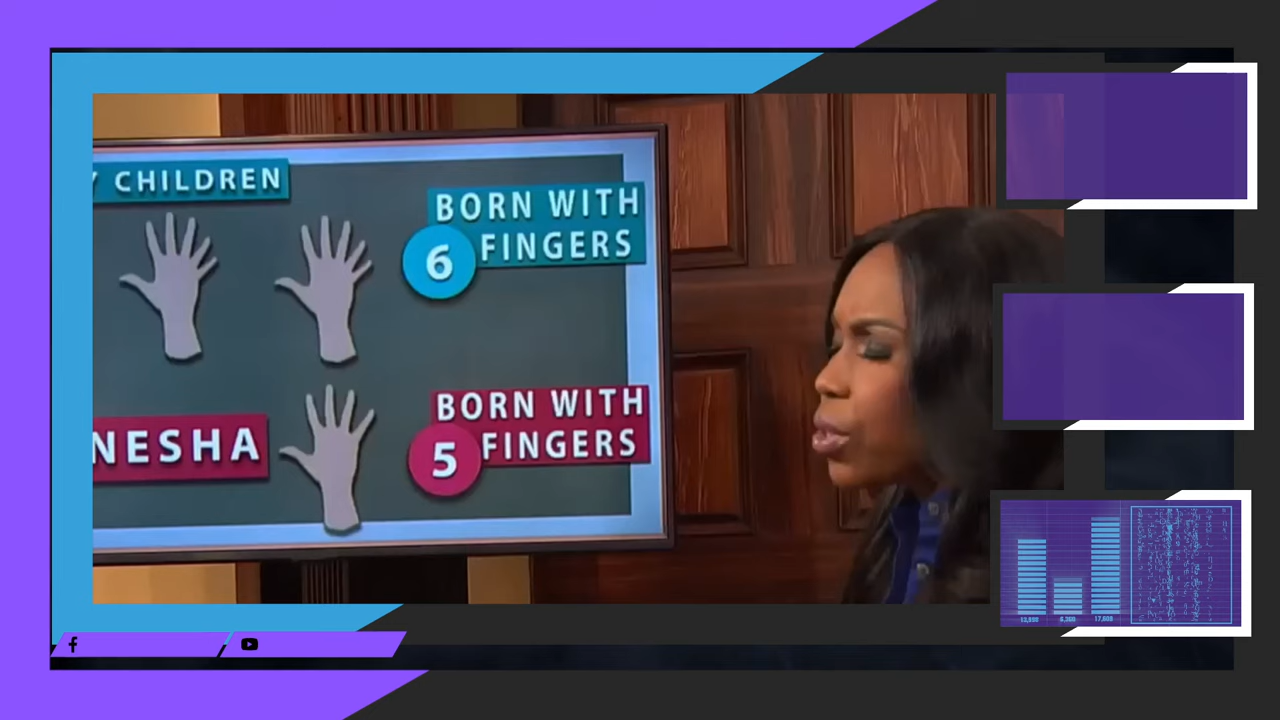 Y CHILDREN
BORN WITH
6 FINGERS
NESHA
BORN WITH
5 FINGERS